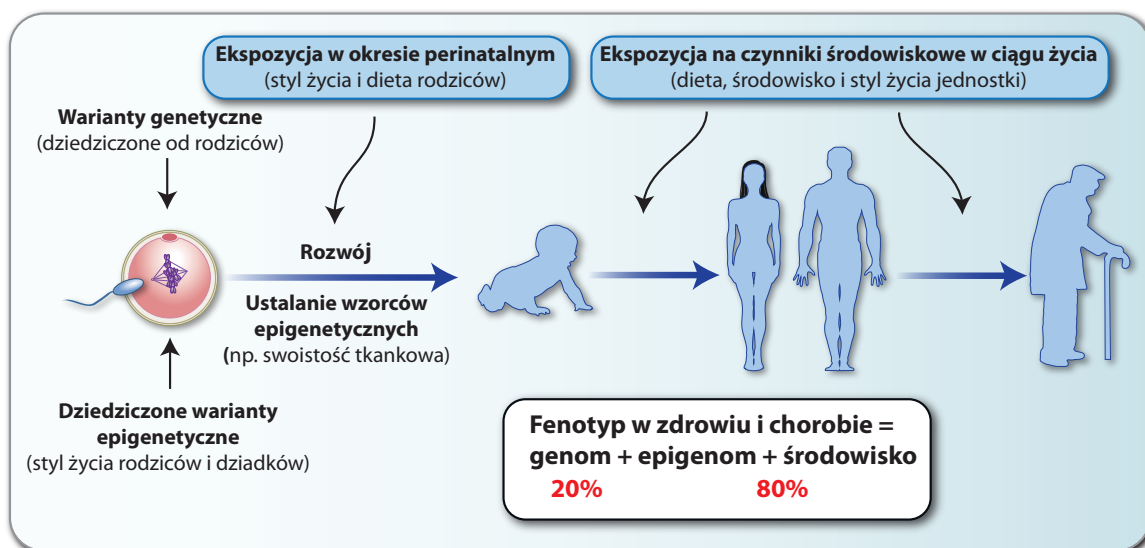 Ekspozycja w okresie perinatalnym
(styl życia i dieta rodziców)
Ekspozycja na czynniki środowiskowe w ciągu życia
(dieta, środowisko i styl życia jednostki)
Warianty genetyczne
(dziedziczone od rodziców)
Rozwój
Ustalanie wzorców
epigenetycznych
(np. swoistość tkankowa)
Dziedziczone warianty
epigenetyczne
(styl życia rodziców i dziadków)
Fenotyp w zdrowiu i chorobie =
genom + epigenom + środowisko
20% 80%